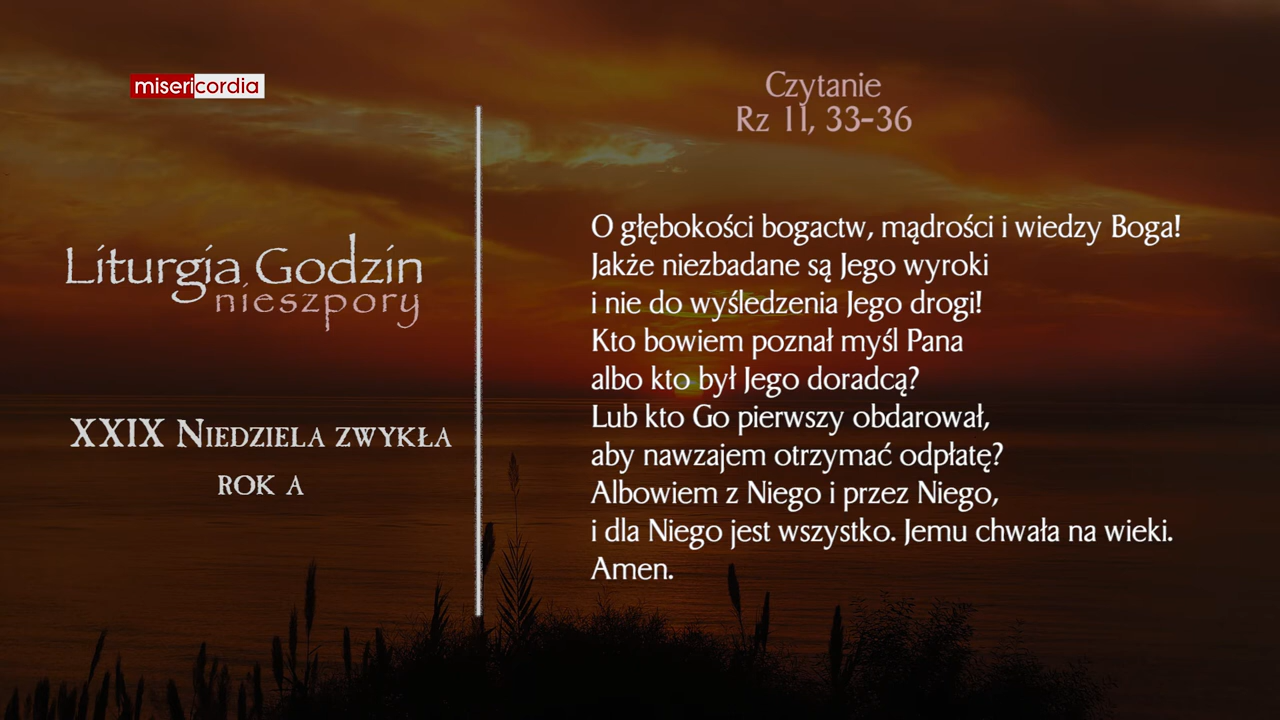 misericordia
Liturgia Godzin
nieszpory
XXIX Niedziela zwykła
rok A
Czytanie
Rz 11, 33-36
O głębokości bogactw, mądrości i wiedzy Boga!
Jakże niezbadane są Jego wyroki
i nie do wyśledzenia Jego drogi!
Kto bowiem poznał myśl Pana
albo kto był Jego doradcą?
Lub kto Go pierwszy obdarował,
aby nawzajem otrzymać odpłatę?
Albowiem z Niego i przez Niego,
i dla Niego jest wszystko. Jemu chwała na wieki.
Amen.